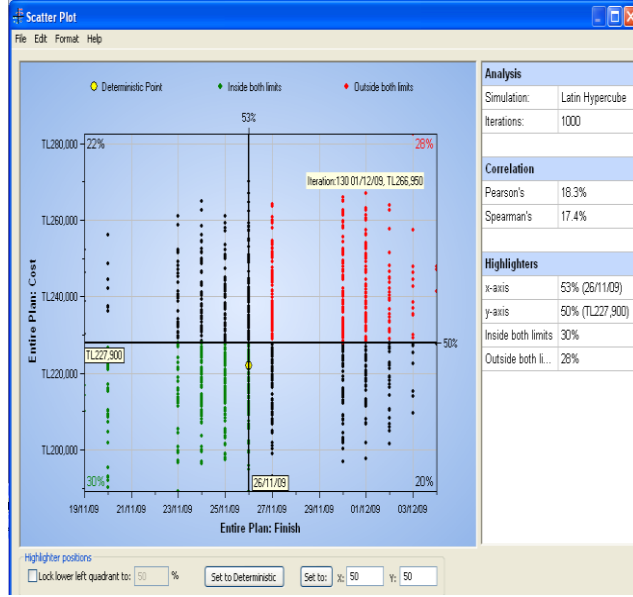 Scatter Plot
File Edit Format Help
Deterministic Point Inside both limits Outside both limits
53%
TL280,000
22%
28%
Iteration:130 01/12/09, TL266,950
TL260,000
TL240,000
50%
TL227,900
TL220,000
TL200,000
30%
26/11/09
20%
19/11/09 21/11/09 23/11/09 25/11/09 27/11/09 29/11/09 01/12/09 03/12/09
Entire Plan: Cost
Entire Plan: Finish
Analysis
Simulation: Latin Hypercube
Iterations: 1000
Correlation
Pearson's 18.3%
Spearman's 17.4%
Highlighters
x-axis 53% (26/11/09)
y-axis 50% (TL227,900)
Inside both limits 30%
Outside both li... 28%
Highlighter positions
Lock lower left quadrant to: 50 % Set to Deterministic Set to: X: 50 Y: 50